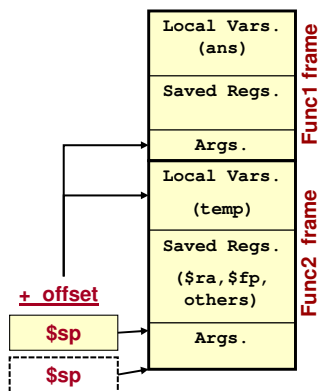 Local Vars.
(ans)
Saved Regs.
Args.
Func1 frame
Local Vars.
(temp)
Saved Regs.
($ra,$fp,
others)
Args.
Func2 frame
+ offset
$sp
$sp